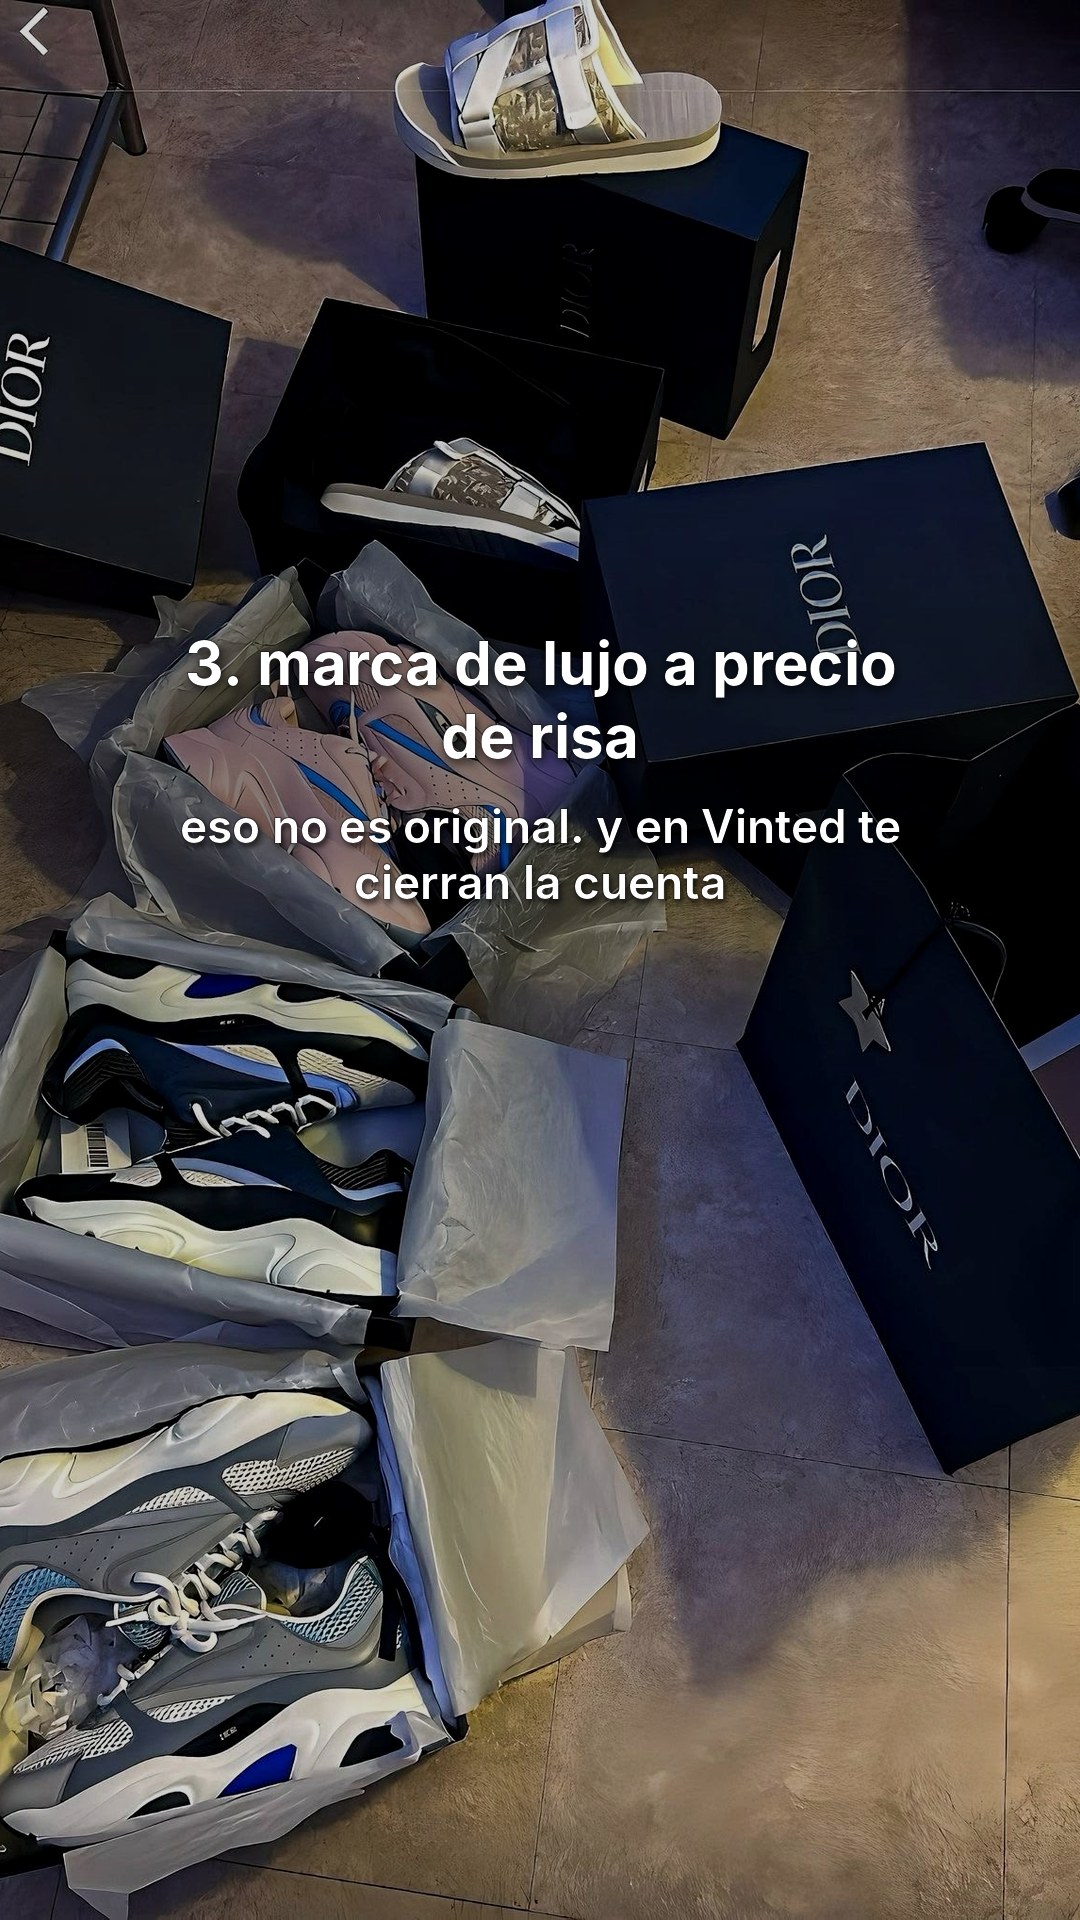 DIOR
DIOR
DIOR
3. marca de lujo a precio
de risa
eso no es original. y en Vinted te
cierran la cuenta
DIOR